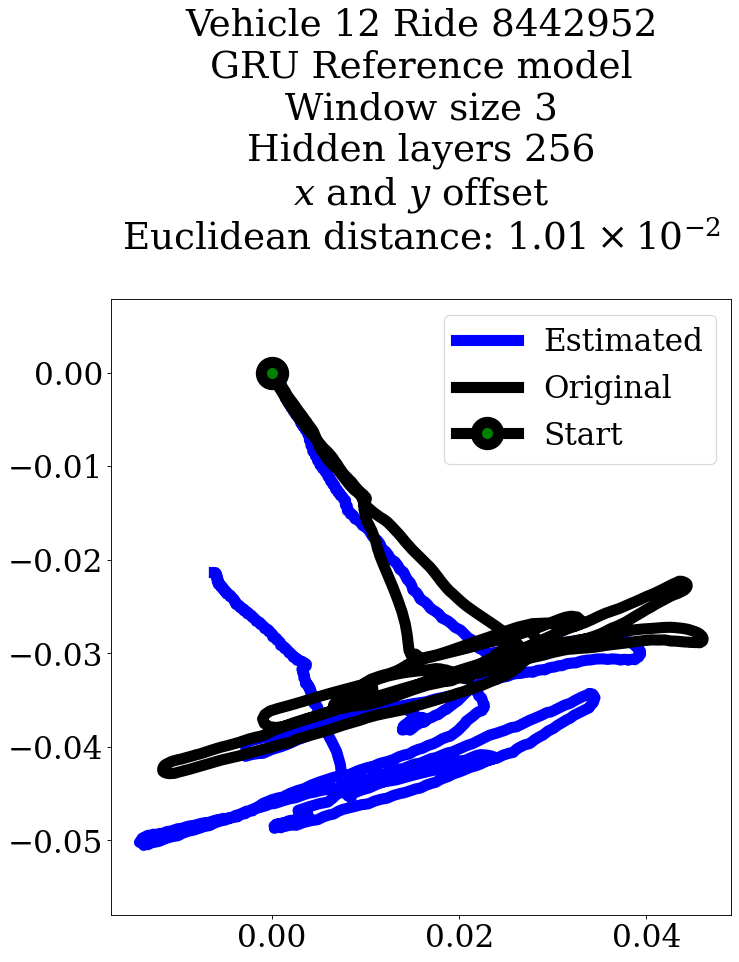 Vehicle 12 Ride 8442952
GRU Reference model
Window size 3
Hidden layers 256
x and y offset
Euclidean distance: 1.01 × 10⁻²
Estimated
Original
Start
0.00
−0.01
−0.02
−0.03
−0.04
−0.05
0.00 0.02 0.04